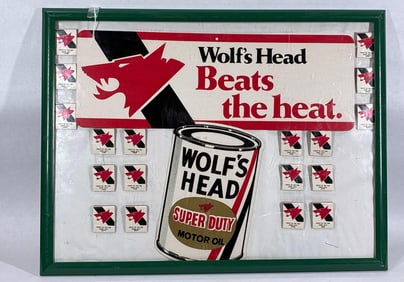 Wolf's Head
Beats
the heat.
WOLF'S
HEAD
SUPER DUTY
MOTOR OIL